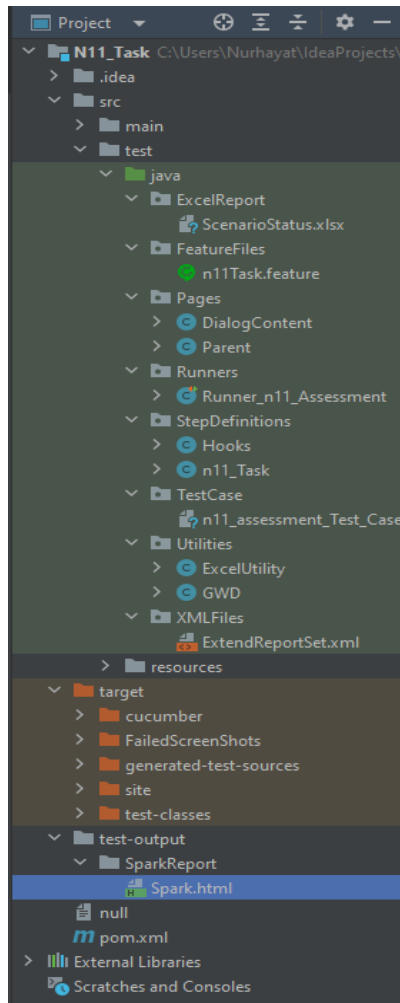 Project
N11_Task C:\Users\Nurhayat\IdeaProjects\
.idea
src
main
test
java
ExcelReport
ScenarioStatus.xlsx
FeatureFiles
n11Task.feature
Pages
DialogContent
Parent
Runners
Runner_n11_Assessment
StepDefinitions
Hooks
n11_Task
TestCase
n11_assessment_Test_Case
Utilities
ExcelUtility
GWD
XMLFiles
ExtendReportSet.xml
resources
target
cucumber
FailedScreenShots
generated-test-sources
site
test-classes
test-output
SparkReport
Spark.html
null
pom.xml
External Libraries
Scratches and Consoles